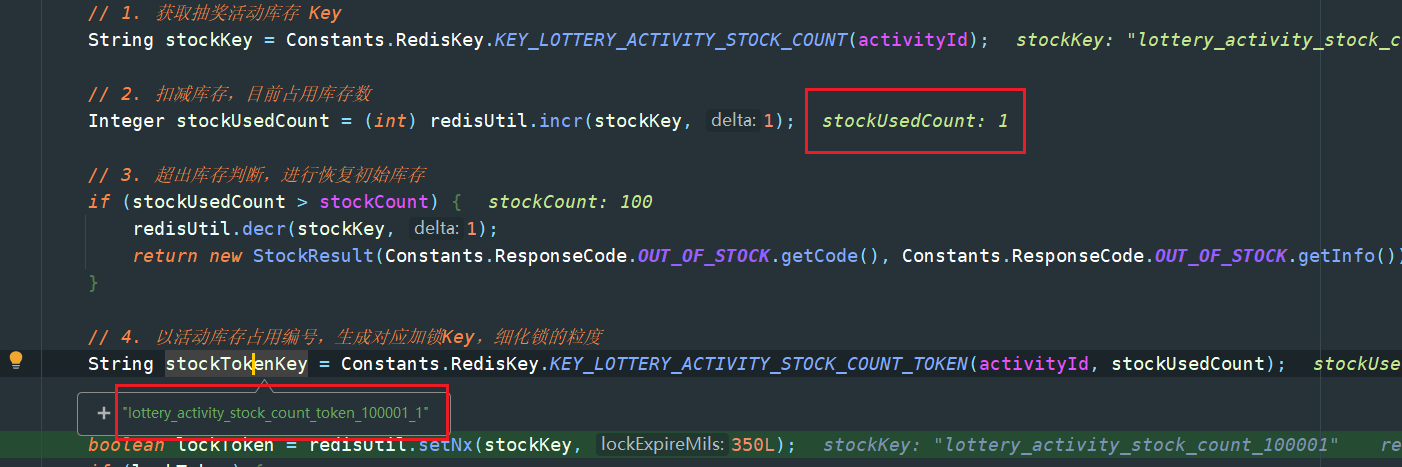 // 1. 获取抽奖活动库存 Key
String stockKey = Constants.RedisKey.KEY_LOTTERY_ACTIVITY_STOCK_COUNT(activityId);  stockKey: "lottery_activity_stock_c
// 2. 扣减库存，目前占用库存数
Integer stockUsedCount = (int) redisUtil.incr(stockKey, delta: 1);  stockUsedCount: 1
// 3. 超出库存判断，进行恢复初始库存
if (stockUsedCount > stockCount) {  stockCount: 100
redisUtil.decr(stockKey, delta: 1);
return new StockResult(Constants.ResponseCode.OUT_OF_STOCK.getCode(), Constants.ResponseCode.OUT_OF_STOCK.getInfo())
}
// 4. 以活动库存占用编号，生成对应加锁Key，细化锁的粒度
String stockTokenKey = Constants.RedisKey.KEY_LOTTERY_ACTIVITY_STOCK_COUNT_TOKEN(activityId, stockUsedCount);  stockUse
+ "lottery_activity_stock_count_token_100001_1"
boolean lockToken = redisUtil.setNx(stockKey, lockExpireMils: 350L);  stockKey: "lottery_activity_stock_count_100001"  re